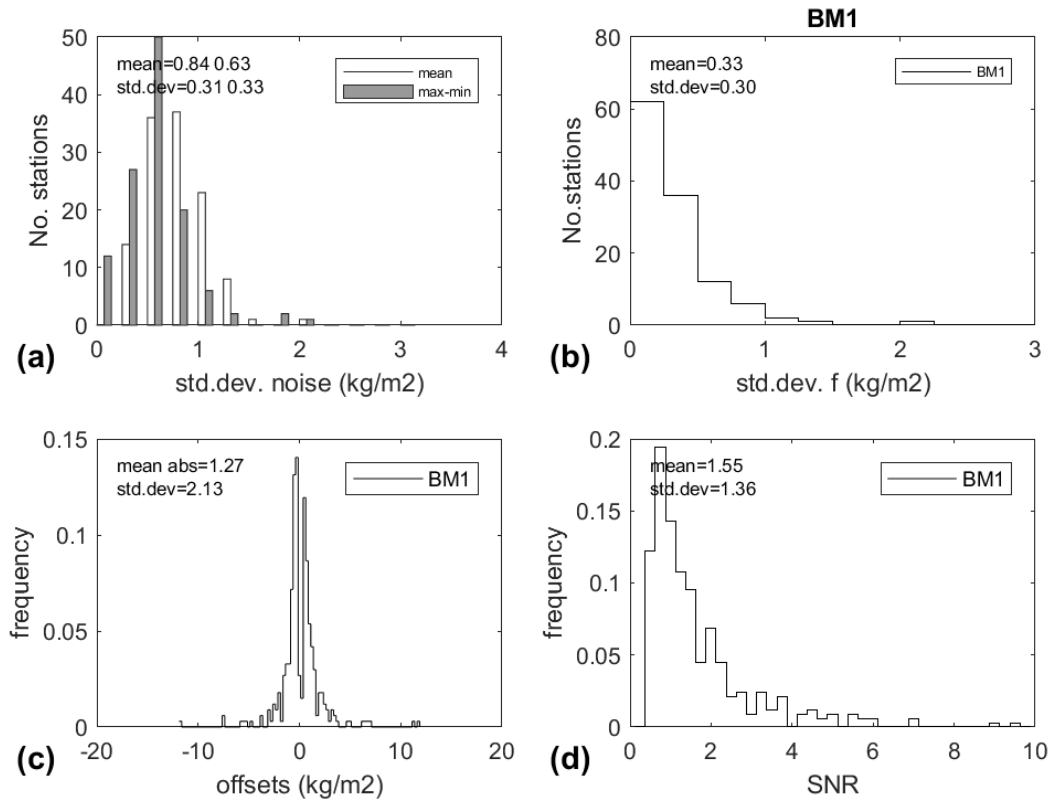 BM1
50
mean=0.84 0.63
std.dev=0.31 0.33
mean
max-min
40
30
20
10
0
No. stations
0
1
2
3
4
(a)
std.dev. noise (kg/m2)
80
mean=0.33
std.dev=0.30
BM1
60
40
20
0
No.stations
0
1
2
3
(b)
std.dev. f (kg/m2)
0.15
mean abs=1.27
std.dev=2.13
BM1
0.1
0.05
0
frequency
-20
-10
0
10
20
(c)
offsets (kg/m2)
0.2
mean=1.55
std.dev=1.36
BM1
0.15
0.1
0.05
0
frequency
0
2
4
6
8
10
(d)
SNR